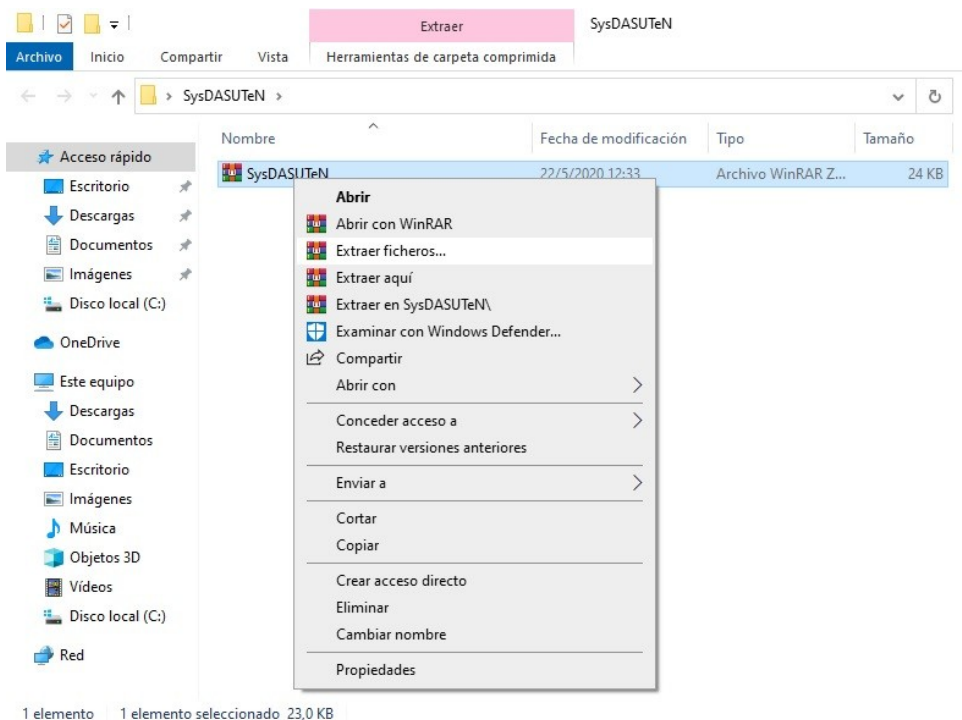 Extraer
SysDASUTeN
Archivo
Inicio
Compartir
Vista
Herramientas de carpeta comprimida
SysDASUTeN
Nombre
Fecha de modificación
Tipo
Tamaño
SysDASUTeN
22/5/2020 12:33
Archivo WinRAR Z...
24 KB
Acceso rápido
Escritorio
Descargas
Documentos
Imágenes
Disco local (C:)
OneDrive
Este equipo
Descargas
Documentos
Escritorio
Imágenes
Música
Objetos 3D
Vídeos
Disco local (C:)
Red
Abrir
Abrir con WinRAR
Extraer ficheros...
Extraer aquí
Extraer en SysDASUTeN\
Examinar con Windows Defender...
Compartir
Abrir con
Conceder acceso a
Restaurar versiones anteriores
Enviar a
Cortar
Copiar
Crear acceso directo
Eliminar
Cambiar nombre
Propiedades
1 elemento
1 elemento seleccionado 23,0 KB